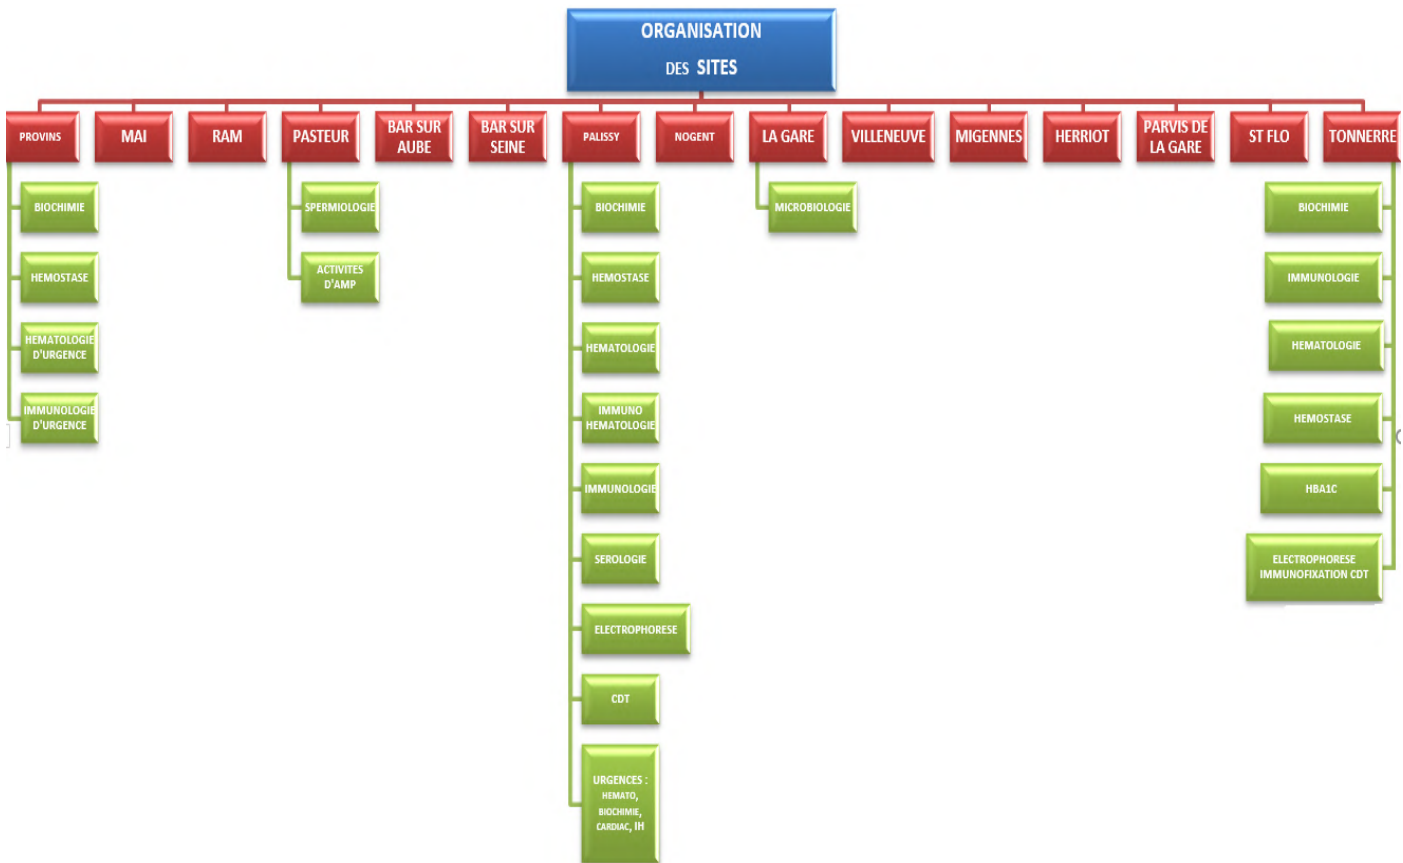 ORGANISATION
DES SITES
PROVINS
MAI
RAM
PASTEUR
BAR SUR
AUBE
BAR SUR
SEINE
PALISSY
NOGENT
LA GARE
VILLENEUVE
MIGENNES
HERRIOT
PARVIS DE
LA GARE
ST FLO
TONNERRE
BIOCHIMIE
HEMOSTASE
HEMATOLOGIE
D'URGENCE
IMMUNOLOGIE
D'URGENCE
SPERMIOLOGIE
ACTIVITES
D'AMP
BIOCHIMIE
HEMOSTASE
HEMATOLOGIE
IMMUNO
HEMATOLOGIE
IMMUNOLOGIE
SEROLOGIE
ELECTROPHORESE
CDT
URGENCES :
HEMATO,
BIOCHIMIE,
CARDIAC, IH
MICROBIOLOGIE
BIOCHIMIE
IMMUNOLOGIE
HEMATOLOGIE
HEMOSTASE
HBA1C
ELECTROPHORESE
IMMUNOFIXATION CDT